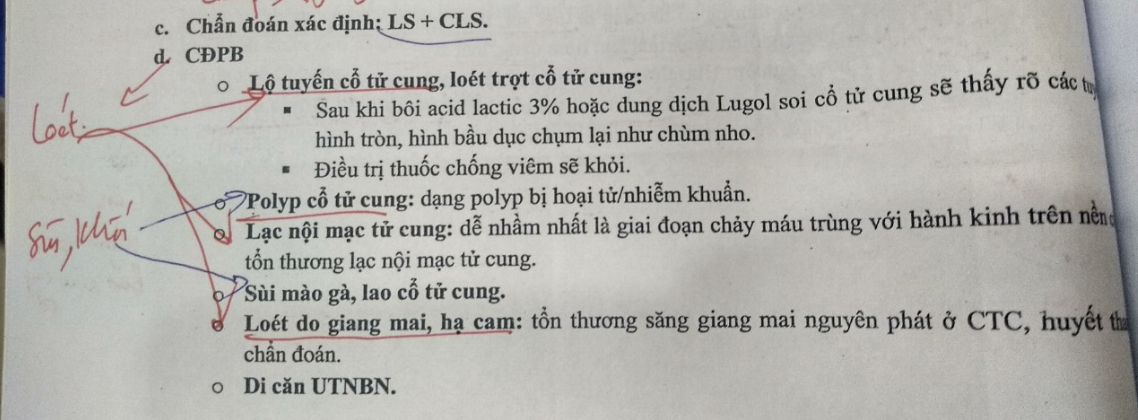 c. Chẩn đoán xác định: LS + CLS.
d. CĐPB
○ Lộ tuyến cổ tử cung, loét trợt cổ tử cung:
▪ Sau khi bôi acid lactic 3% hoặc dung dịch Lugol soi cổ tử cung sẽ thấy rõ các
hình tròn, hình bầu dục chụm lại như chùm nho.
Loét:
▪ Điều trị thuốc chống viêm sẽ khỏi.
○ Polyp cổ tử cung: dạng polyp bị hoại tử/nhiễm khuẩn.
○ Lạc nội mạc tử cung: dễ nhầm nhất là giai đoạn chảy máu trùng với hành kinh trên nền
Sùi, khối
tổn thương lạc nội mạc tử cung.
○ Sùi mào gà, lao cổ tử cung.
○ Loét do giang mai, hạ cam: tổn thương săng giang mai nguyên phát ở CTC, huyết
chẩn đoán.
○ Di căn UTNBN.